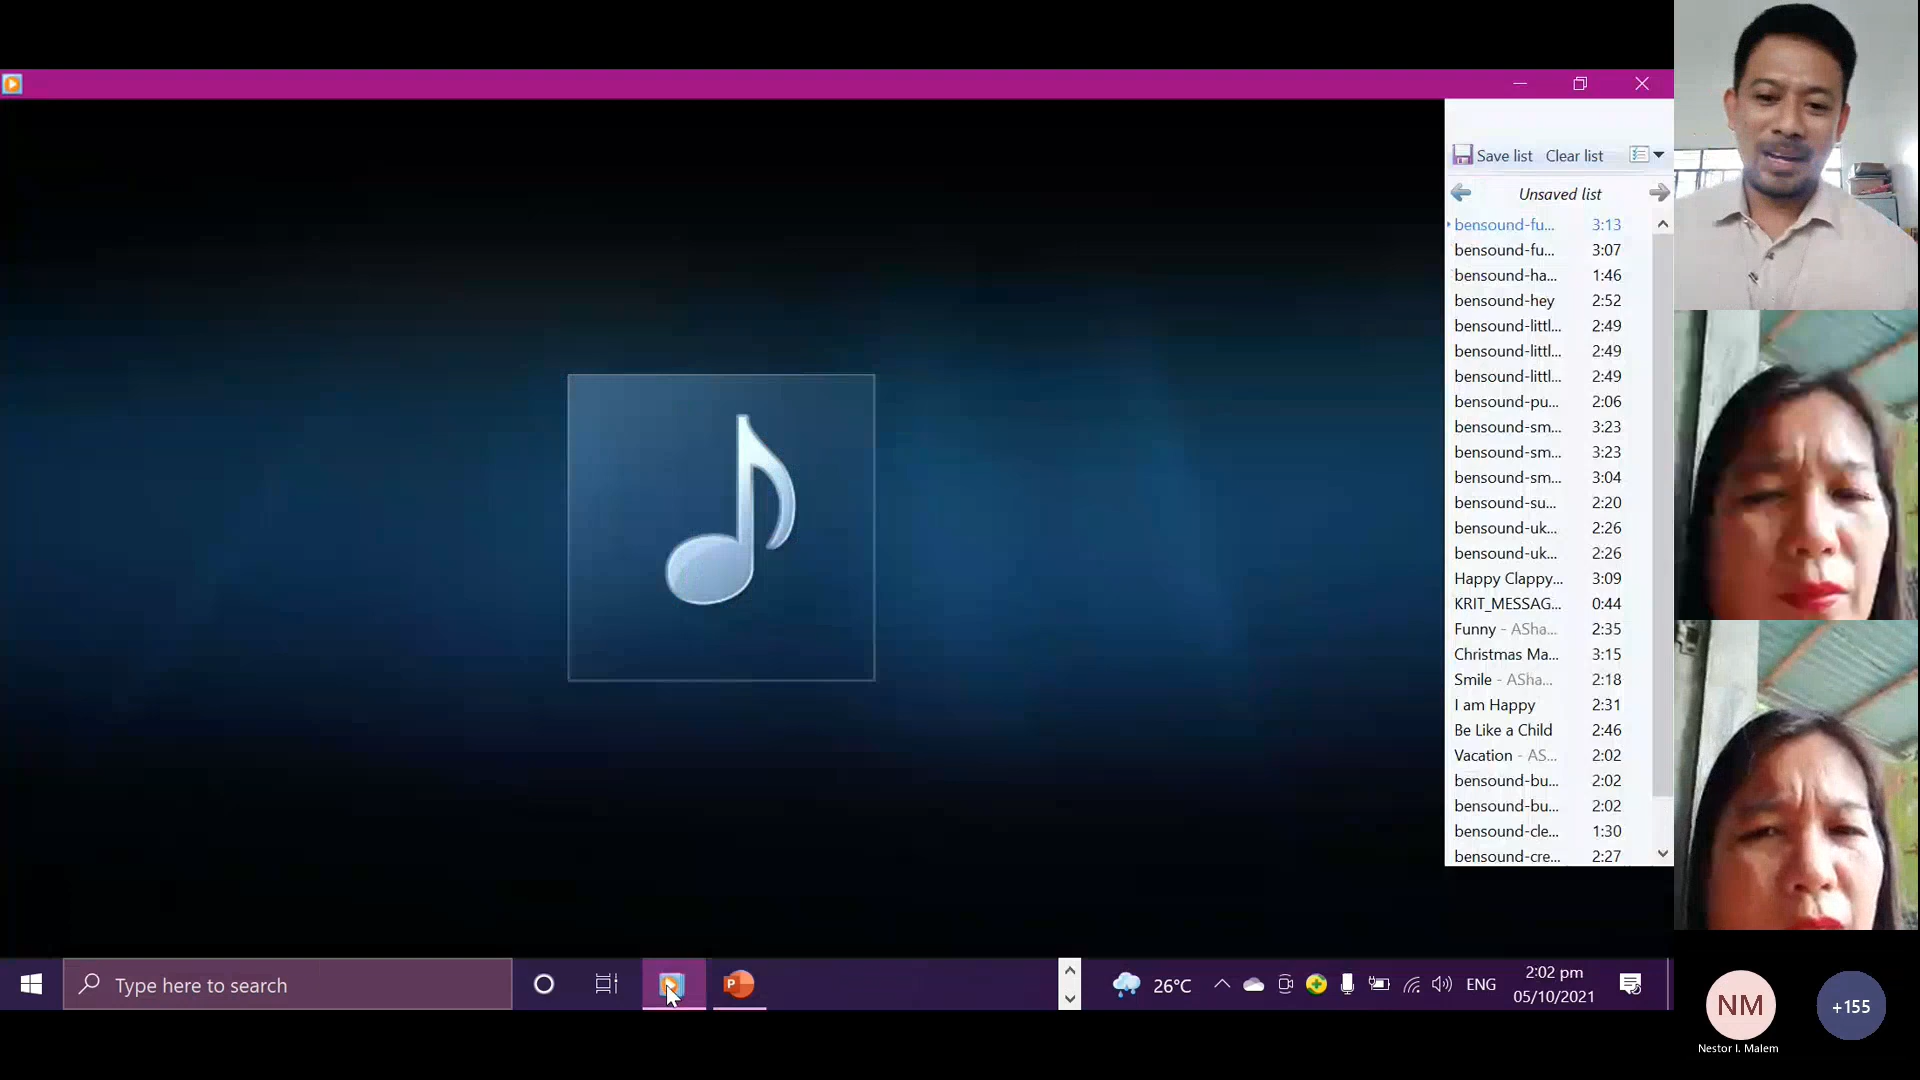 Save list Clear list
Unsaved list
bensound-fu... 3:13
bensound-fu... 3:07
bensound-ha... 1:46
bensound-hey 2:52
bensound-littl... 2:49
bensound-littl... 2:49
bensound-littl... 2:49
bensound-pu... 2:06
bensound-sm... 3:23
bensound-sm... 3:23
bensound-sm... 3:04
bensound-su... 2:20
bensound-uk... 2:26
bensound-uk... 2:26
Happy Clappy... 3:09
KRIT_MESSAG... 0:44
Funny - ASha... 2:35
Christmas Ma... 3:15
Smile - ASha... 2:18
I am Happy 2:31
Be Like a Child 2:46
Vacation - AS... 2:02
bensound-bu... 2:02
bensound-bu... 2:02
bensound-cle... 1:30
bensound-cre... 2:27
Type here to search
P
26°C
ENG
2:02 pm
05/10/2021
NM
+155
Nestor I. Malem